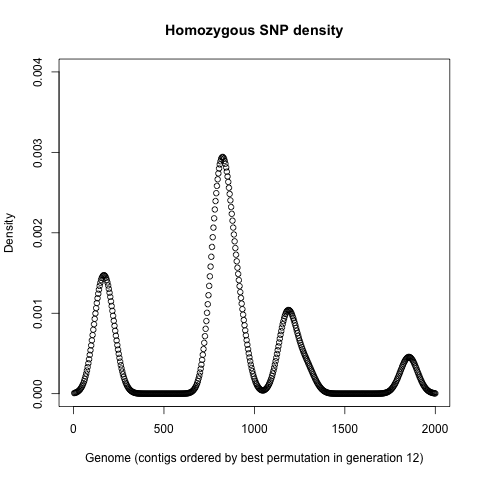 Homozygous SNP density
Density
0.004
0.003
0.002
0.001
0.000
0 500 1000 1500 2000
Genome (contigs ordered by best permutation in generation 12)